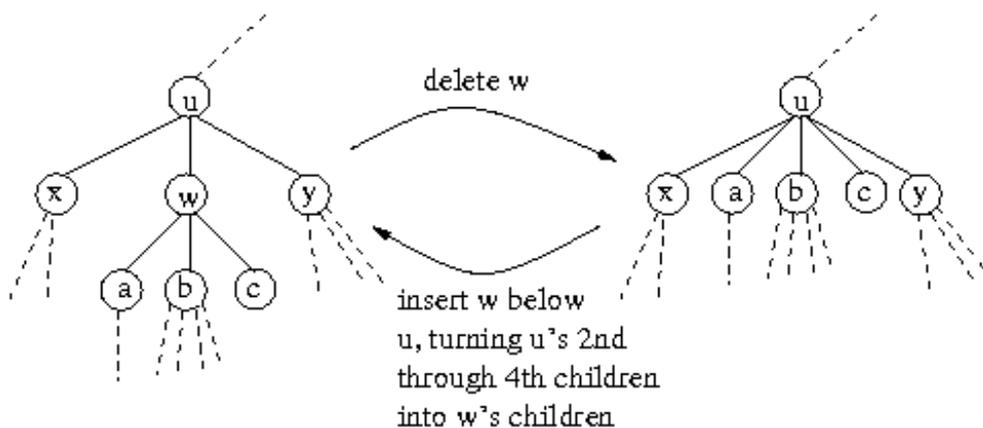 u
delete w
u
x
w
y
x
a
b
c
y
a
b
c
insert w below
u, turning u's 2nd
through 4th children
into w's children